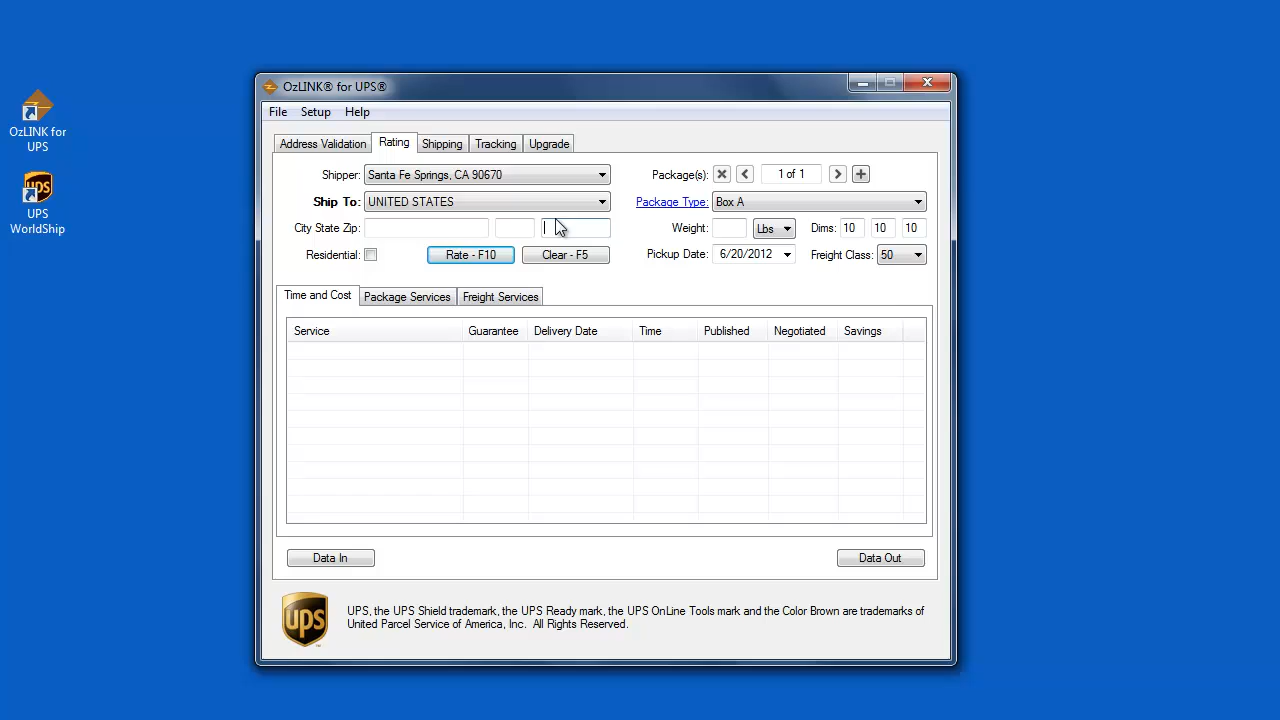 OzLINK for
UPS
UPS
WorldShip
OzLINK® for UPS®
File Setup Help
Address Validation Rating Shipping Tracking Upgrade
Shipper: Santa Fe Springs, CA 90670 Package(s): 1 of 1
Ship To: UNITED STATES Package Type: Box A
City State Zip: Weight: Lbs Dims: 10 10 10
Residential: Rate - F10 Clear - F5 Pickup Date: 6/20/2012 Freight Class: 50
Time and Cost Package Services Freight Services
Service Guarantee Delivery Date Time Published Negotiated Savings
Data In Data Out
ups UPS, the UPS Shield trademark, the UPS Ready mark, the UPS OnLine Tools mark and the Color Brown are trademarks of
United Parcel Service of America, Inc. All Rights Reserved.